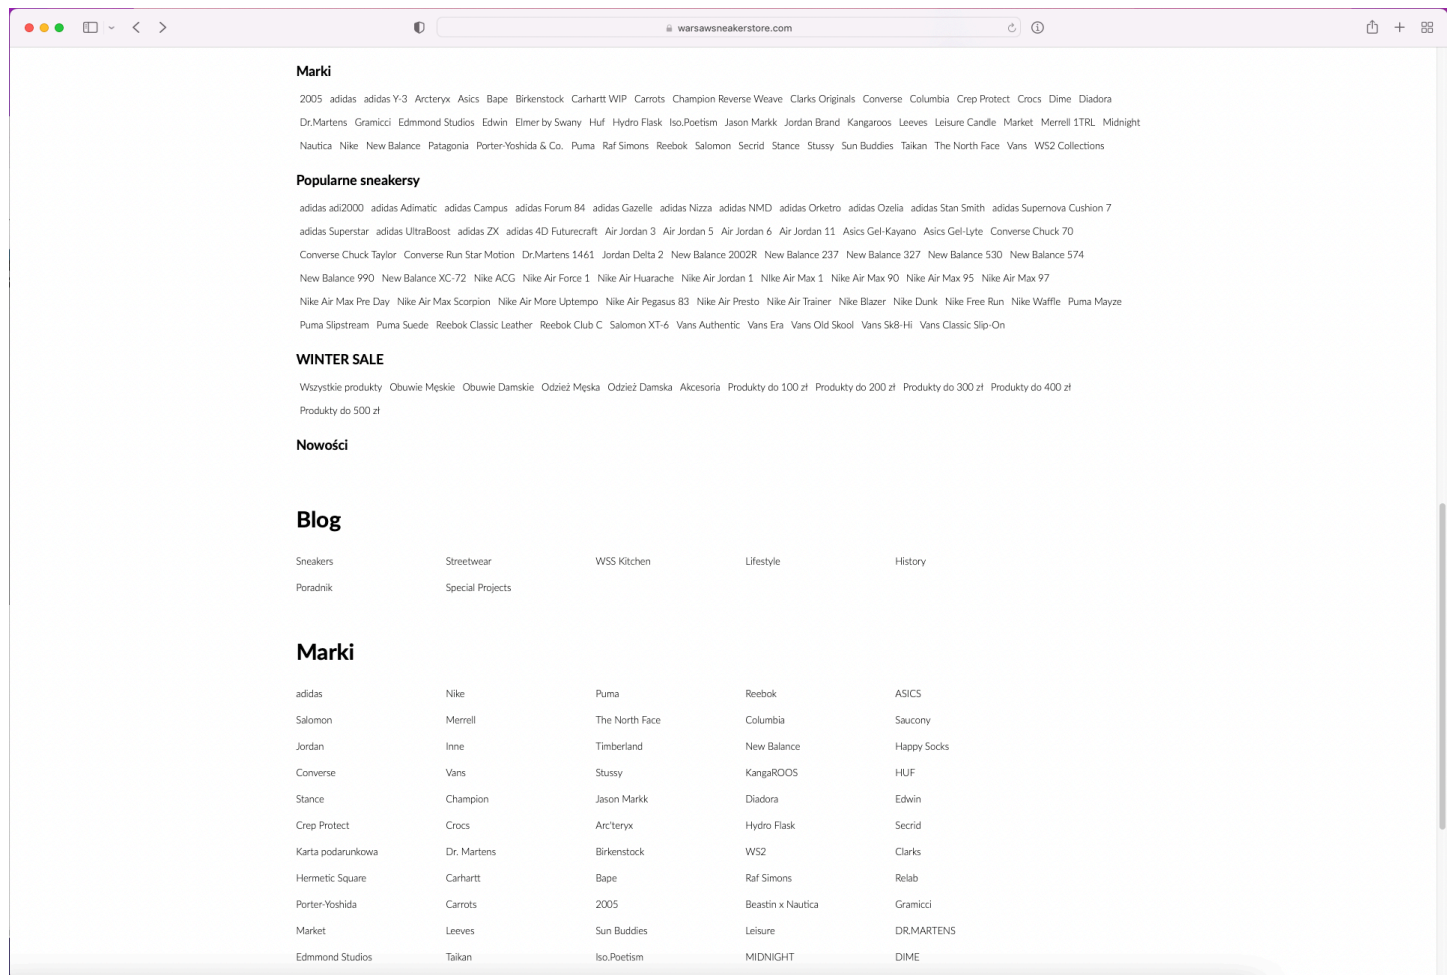 warsawsneakerstore.com
Marki
2005 adidas adidas Y-3 Arcteryx Asics Bape Birkenstock Carhartt WIP Carrots Champion Reverse Weave Clarks Originals Converse Columbia Crep Protect Crocs Dime Diadora
Dr.Martens Gramicci Edmmond Studios Edwin Elmer by Swany Huf Hydro Flask Iso.Poetism Jason Markk Jordan Brand Kangaroos Leeves Leisure Candle Market Merrell 1TRL Midnight
Nautica Nike New Balance Patagonia Porter-Yoshida & Co. Puma Raf Simons Reebok Salomon Secrid Stance Stussy Sun Buddies Taikan The North Face Vans WS2 Collections
Popularne sneakersy
adidas adi2000 adidas Adimatic adidas Campus adidas Forum 84 adidas Gazelle adidas Nizza adidas NMD adidas Orketro adidas Ozelia adidas Stan Smith adidas Supernova Cushion 7
adidas Superstar adidas UltraBoost adidas ZX adidas 4D Futurecraft Air Jordan 3 Air Jordan 5 Air Jordan 6 Air Jordan 11 Asics Gel-Kayano Asics Gel-Lyte Converse Chuck 70
Converse Chuck Taylor Converse Run Star Motion Dr.Martens 1461 Jordan Delta 2 New Balance 2002R New Balance 237 New Balance 327 New Balance 530 New Balance 574
New Balance 990 New Balance XC-72 Nike ACG Nike Air Force 1 Nike Air Huarache Nike Air Jordan 1 NIke Air Max 1 Nike Air Max 90 Nike Air Max 95 Nike Air Max 97
Nike Air Max Pre Day Nike Air Max Scorpion Nike Air More Uptempo Nike Air Pegasus 83 Nike Air Presto Nike Air Trainer Nike Blazer Nike Dunk Nike Free Run Nike Waffle Puma Mayze
Puma Slipstream Puma Suede Reebok Classic Leather Reebok Club C Salomon XT-6 Vans Authentic Vans Era Vans Old Skool Vans Sk8-Hi Vans Classic Slip-On
WINTER SALE
Wszystkie produkty Obuwie Męskie Obuwie Damskie Odzież Męska Odzież Damska Akcesoria Produkty do 100 zł Produkty do 200 zł Produkty do 300 zł Produkty do 400 zł
Produkty do 500 zł
Nowości
Blog
Sneakers Streetwear WSS Kitchen Lifestyle History
Poradnik Special Projects
Marki
adidas Nike Puma Reebok ASICS
Salomon Merrell The North Face Columbia Saucony
Jordan Inne Timberland New Balance Happy Socks
Converse Vans Stussy KangaROOS HUF
Stance Champion Jason Markk Diadora Edwin
Crep Protect Crocs Arc'teryx Hydro Flask Secrid
Karta podarunkowa Dr. Martens Birkenstock WS2 Clarks
Hermetic Square Carhartt Bape Raf Simons Relab
Porter-Yoshida Carrots 2005 Beastin x Nautica Gramicci
Market Leeves Sun Buddies Leisure DR.MARTENS
Edmmond Studios Taikan Iso.Poetism MIDNIGHT DIME